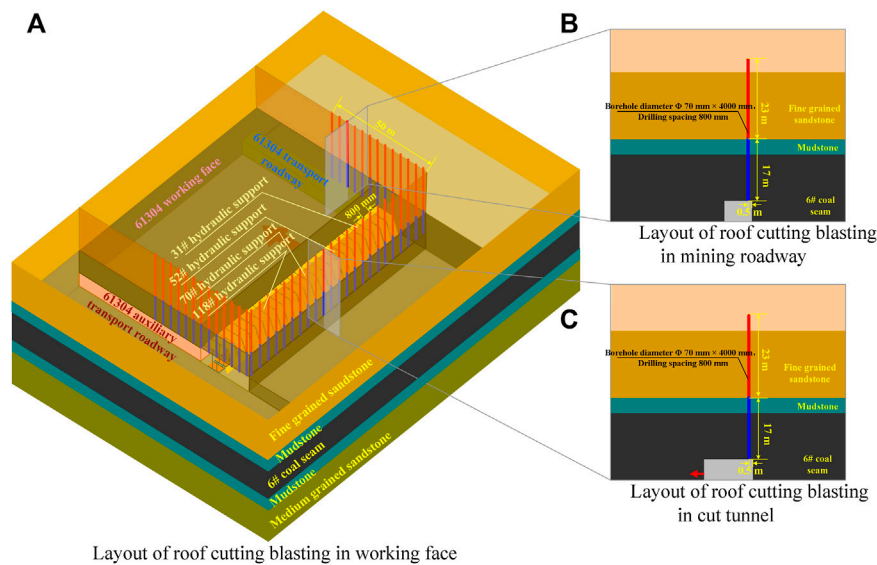 A
50 m
61304 working face
61304 transport
roadway
800 mm
31# hydraulic support
52# hydraulic support
70# hydraulic support
118# hydraulic support
61304 auxiliary
transport roadway
Fine grained sandstone
Mudstone
6# coal seam
Mudstone
Medium grained sandstone
Layout of roof cutting blasting in working face
B
Borehole diameter Φ 70 mm × 4000 mm,
Drilling spacing 800 mm
23 m
Fine grained
sandstone
Mudstone
17 m
6# coal
seam
0.5 m
Layout of roof cutting blasting
in mining roadway
C
Borehole diameter Φ 70 mm × 4000 mm,
Drilling spacing 800 mm
23 m
Fine grained
sandstone
Mudstone
17 m
6# coal
seam
0.5 m
Layout of roof cutting blasting
in cut tunnel